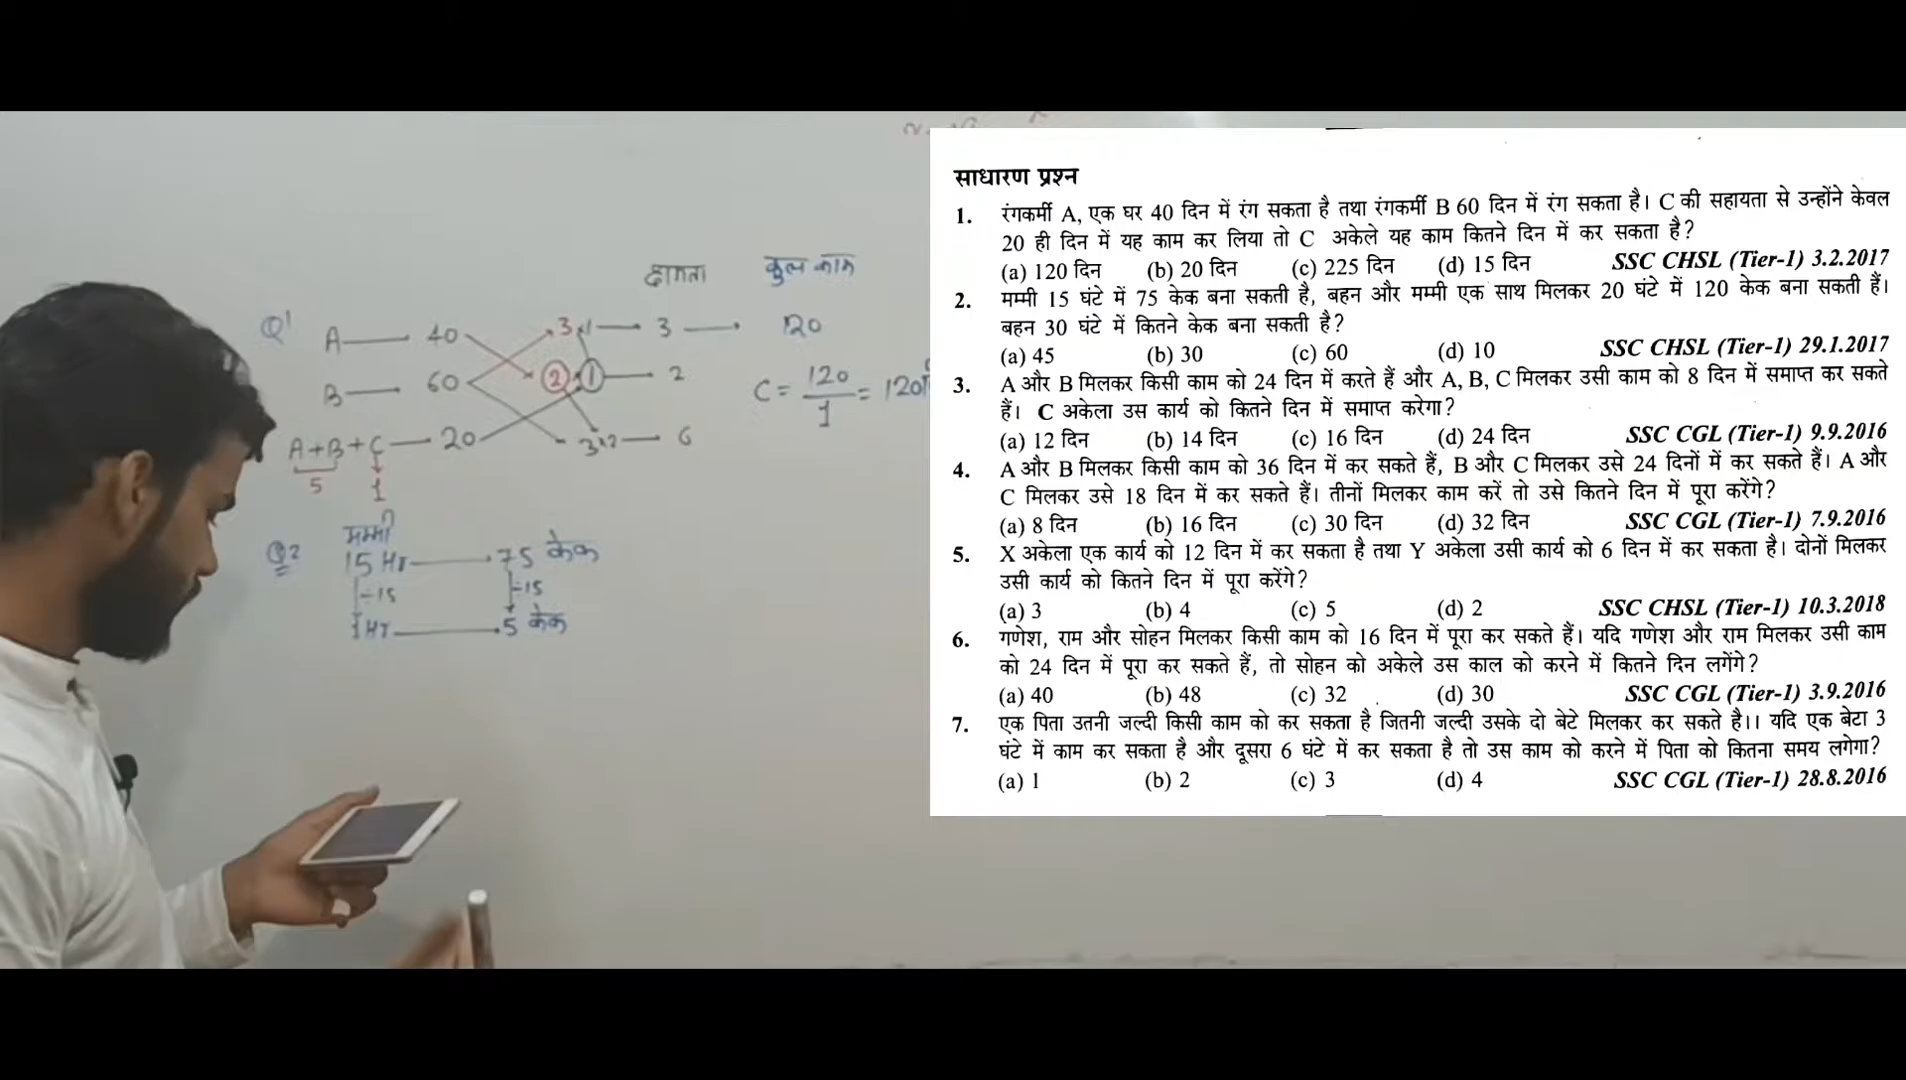 क्षमता कुल काम
Q1 A 40 3×1 3 120
B 60 2 1 2
C = 120/1 = 120
A+B+C 20 3×2 6
5 1
मम्मी
Q2 15 Hr 75 केक
÷15 ÷15
1 Hr 5 केक
साधारण प्रश्न
1. रंगकर्मी A, एक घर 40 दिन में रंग सकता है तथा रंगकर्मी B 60 दिन में रंग सकता है। C की सहायता से उन्होंने केवल
20 ही दिन में यह काम कर लिया तो C अकेले यह काम कितने दिन में कर सकता है?
(a) 120 दिन (b) 20 दिन (c) 225 दिन (d) 15 दिन SSC CHSL (Tier-1) 3.2.2017
2. मम्मी 15 घंटे में 75 केक बना सकती है, बहन और मम्मी एक साथ मिलकर 20 घंटे में 120 केक बना सकती हैं।
बहन 30 घंटे में कितने केक बना सकती है?
(a) 45 (b) 30 (c) 60 (d) 10 SSC CHSL (Tier-1) 29.1.2017
3. A और B मिलकर किसी काम को 24 दिन में करते हैं और A, B, C मिलकर उसी काम को 8 दिन में समाप्त कर सकते
हैं। C अकेला उस कार्य को कितने दिन में समाप्त करेगा?
(a) 12 दिन (b) 14 दिन (c) 16 दिन (d) 24 दिन SSC CGL (Tier-1) 9.9.2016
4. A और B मिलकर किसी काम को 36 दिन में कर सकते हैं, B और C मिलकर उसे 24 दिनों में कर सकते हैं। A और
C मिलकर उसे 18 दिन में कर सकते हैं। तीनों मिलकर काम करें तो उसे कितने दिन में पूरा करेंगे?
(a) 8 दिन (b) 16 दिन (c) 30 दिन (d) 32 दिन SSC CGL (Tier-1) 7.9.2016
5. X अकेला एक कार्य को 12 दिन में कर सकता है तथा Y अकेला उसी कार्य को 6 दिन में कर सकता है। दोनों मिलकर
उसी कार्य को कितने दिन में पूरा करेंगे?
(a) 3 (b) 4 (c) 5 (d) 2 SSC CHSL (Tier-1) 10.3.2018
6. गणेश, राम और सोहन मिलकर किसी काम को 16 दिन में पूरा कर सकते हैं। यदि गणेश और राम मिलकर उसी काम
को 24 दिन में पूरा कर सकते हैं, तो सोहन को अकेले उस काल को करने में कितने दिन लगेंगे?
(a) 40 (b) 48 (c) 32 (d) 30 SSC CGL (Tier-1) 3.9.2016
7. एक पिता उतनी जल्दी किसी काम को कर सकता है जितनी जल्दी उसके दो बेटे मिलकर कर सकते है।। यदि एक बेटा 3
घंटे में काम कर सकता है और दूसरा 6 घंटे में कर सकता है तो उस काम को करने में पिता को कितना समय लगेगा?
(a) 1 (b) 2 (c) 3 (d) 4 SSC CGL (Tier-1) 28.8.2016